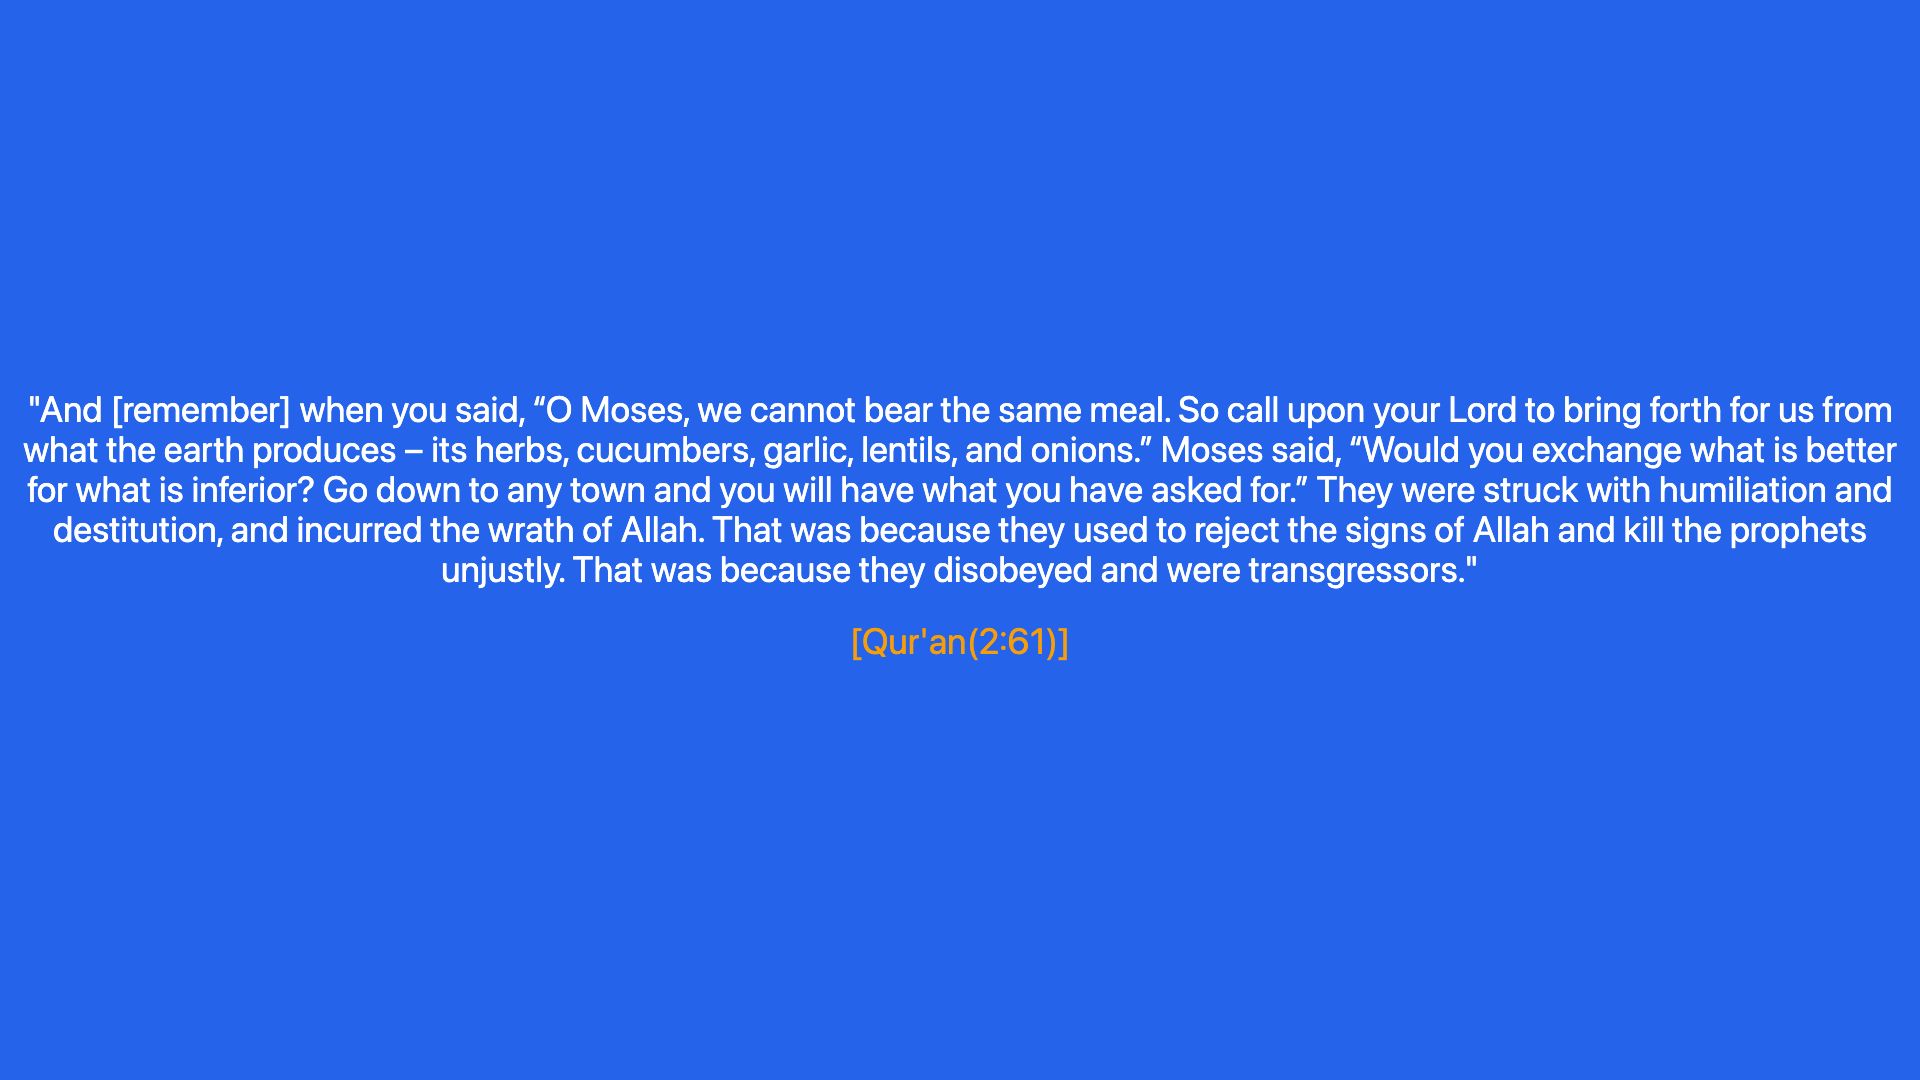 "And [remember] when you said, “O Moses, we cannot bear the same meal. So call upon your Lord to bring forth for us from
what the earth produces – its herbs, cucumbers, garlic, lentils, and onions.” Moses said, “Would you exchange what is better
for what is inferior? Go down to any town and you will have what you have asked for.” They were struck with humiliation and
destitution, and incurred the wrath of Allah. That was because they used to reject the signs of Allah and kill the prophets
unjustly. That was because they disobeyed and were transgressors."
[Qur'an(2:61)]